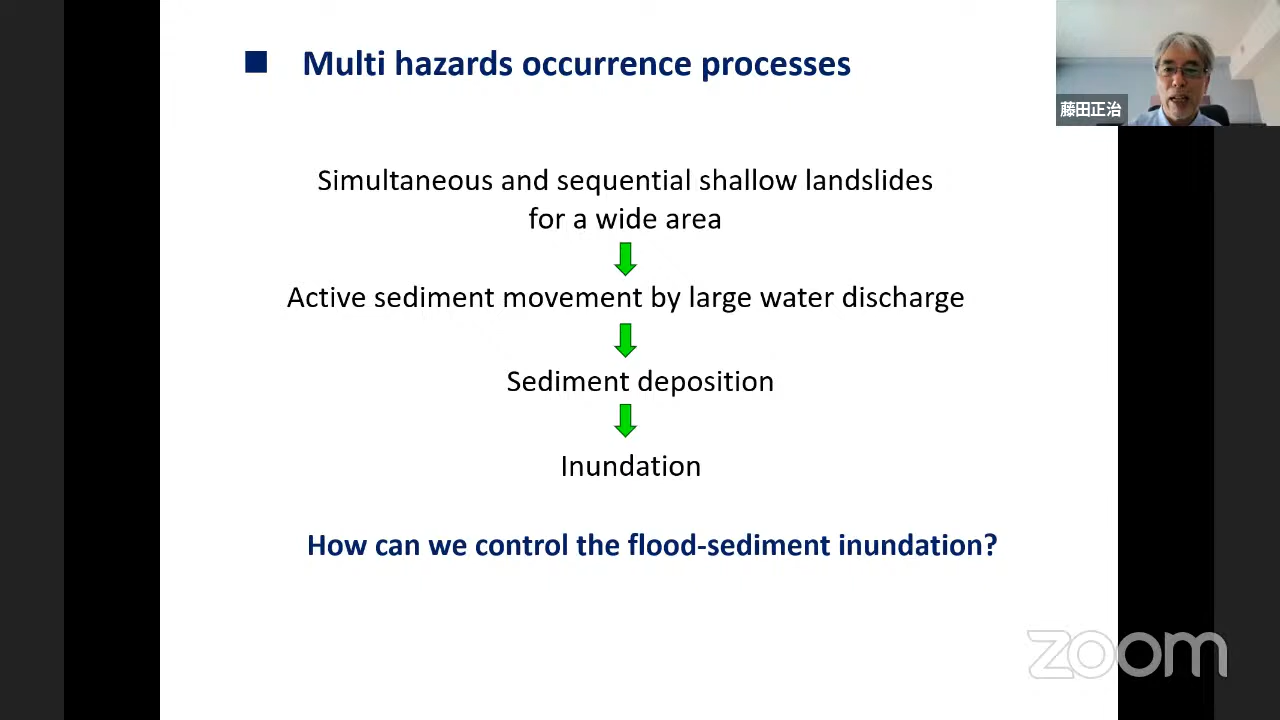 Multi hazards occurrence processes
藤田正治
Simultaneous and sequential shallow landslides
for a wide area
Active sediment movement by large water discharge
Sediment deposition
Inundation
How can we control the flood-sediment inundation?
zoom